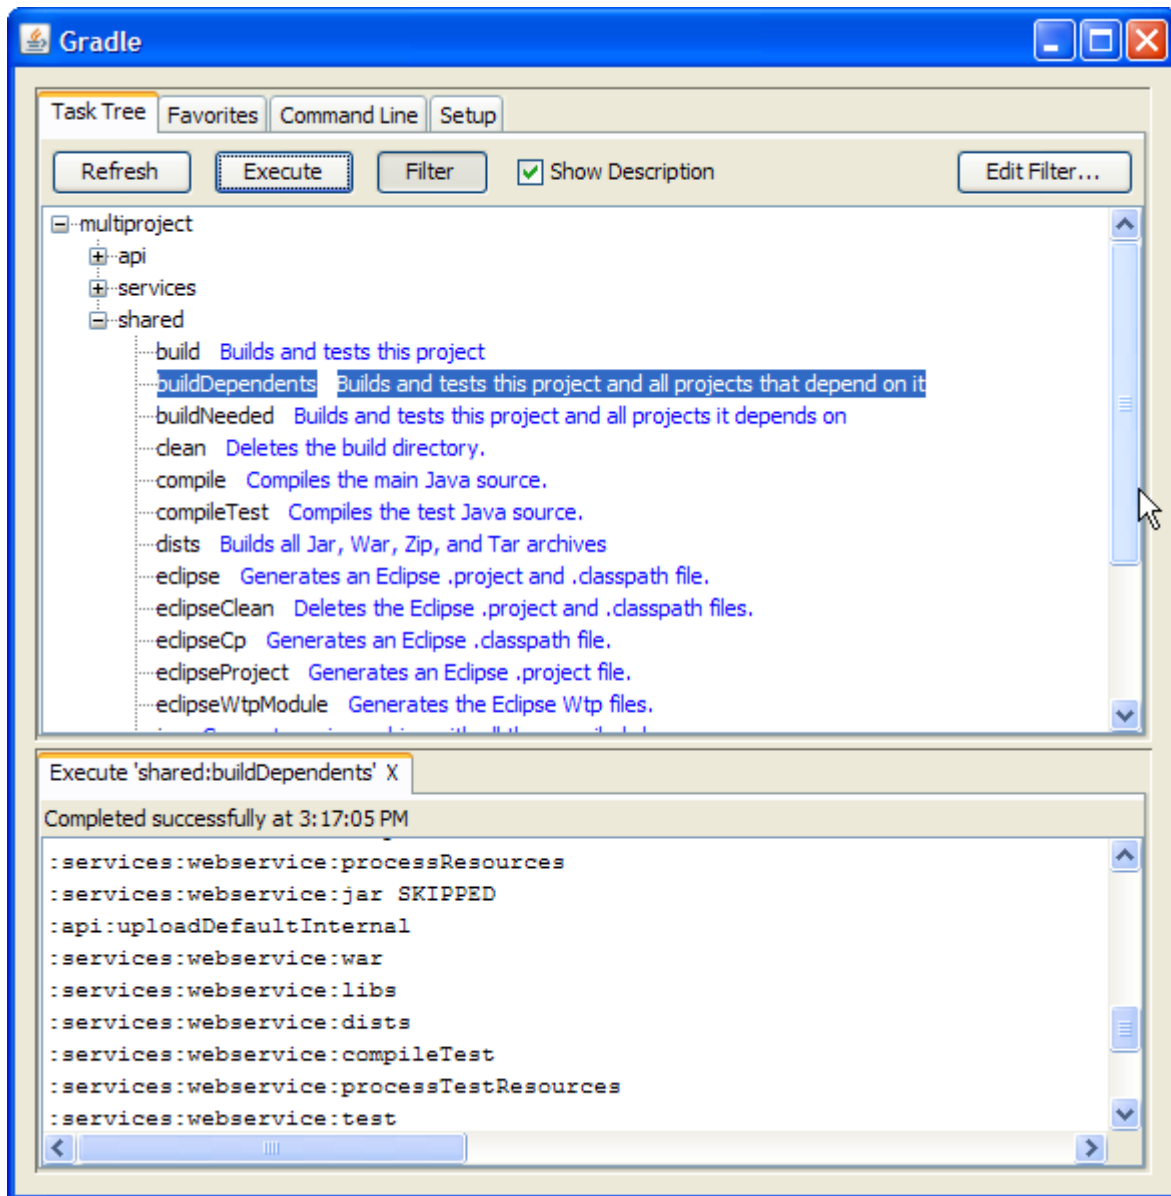 Gradle
Task Tree Favorites Command Line Setup
Refresh Execute Filter Show Description Edit Filter...
multiproject
api
services
shared
build Builds and tests this project
buildDependents Builds and tests this project and all projects that depend on it
buildNeeded Builds and tests this project and all projects it depends on
clean Deletes the build directory.
compile Compiles the main Java source.
compileTest Compiles the test Java source.
dists Builds all Jar, War, Zip, and Tar archives
eclipse Generates an Eclipse .project and .classpath file.
eclipseClean Deletes the Eclipse .project and .classpath files.
eclipseCp Generates an Eclipse .classpath file.
eclipseProject Generates an Eclipse .project file.
eclipseWtpModule Generates the Eclipse Wtp files.
Execute 'shared:buildDependents' X
Completed successfully at 3:17:05 PM
:services:webservice:processResources
:services:webservice:jar SKIPPED
:api:uploadDefaultInternal
:services:webservice:war
:services:webservice:libs
:services:webservice:dists
:services:webservice:compileTest
:services:webservice:processTestResources
:services:webservice:test